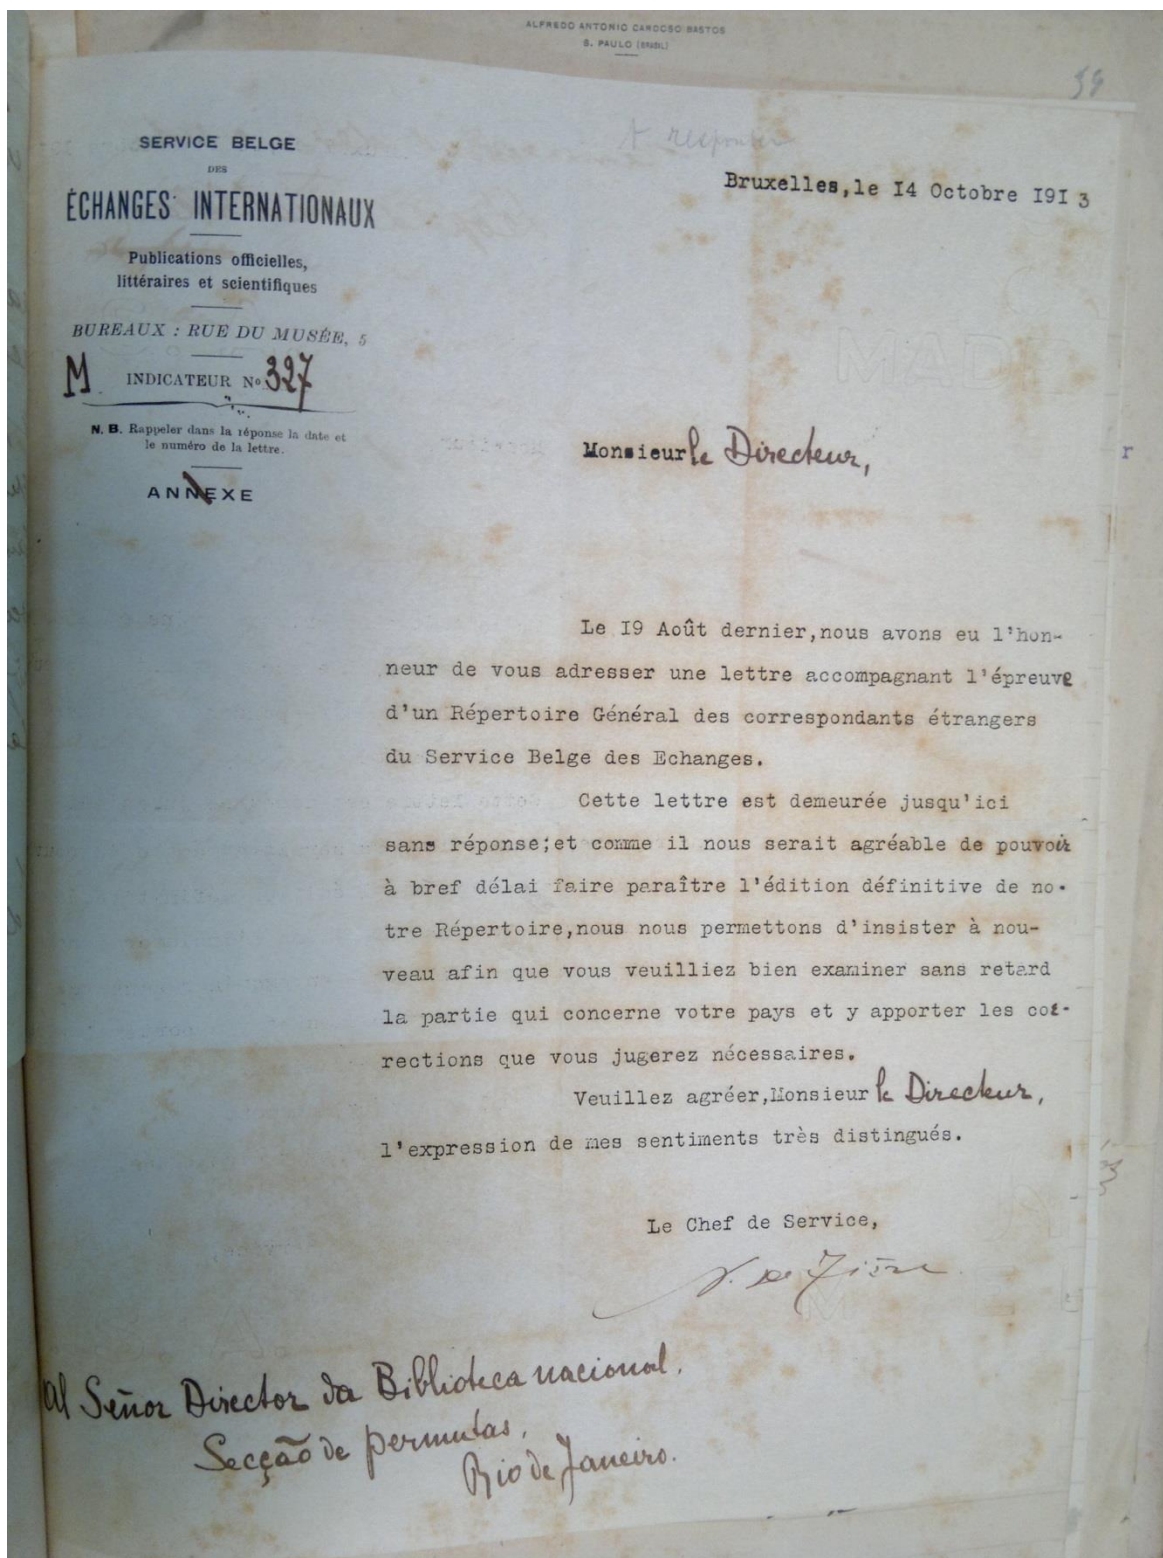 ALFREDO ANTONIO CARDOSO BASTOS
S. PAULO (BRASIL)
SERVICE BELGE
DES
ÉCHANGES INTERNATIONAUX
Publications officielles,
littéraires et scientifiques
BUREAUX : RUE DU MUSÉE, 5
M INDICATEUR No 327
N. B. Rappeler dans la réponse la date et
le numéro de la lettre.
ANNEXE
Bruxelles,le I4 Octobre I9I3
Monsieur le Directeur,
Le I9 Août dernier,nous avons eu l'hon-
neur de vous adresser une lettre accompagnant l'épreuve
d'un Répertoire Général des correspondants étrangers
du Service Belge des Echanges.
Cette lettre est demeurée jusqu'ici
sans réponse;et comme il nous serait agréable de pouvoir
à bref délai faire paraître l'édition définitive de no-
tre Répertoire,nous nous permettons d'insister à nou-
veau afin que vous veuilliez bien examiner sans retard
la partie qui concerne votre pays et y apporter les cor-
rections que vous jugerez nécessaires.
Veuillez agréer,Monsieur le Directeur,
l'expression de mes sentiments très distingués.
Le Chef de Service,
Al Señor Director da Biblioteca nacional.
Secção de permutas,
Rio de Janeiro.